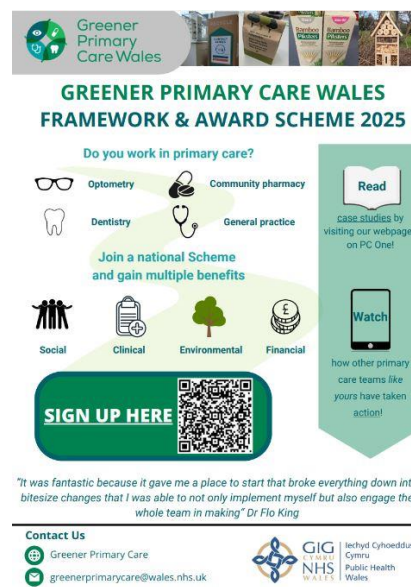 Greener
Primary
Care Wales
Bamboo
Plasters
Bamboo
Plasters
GREENER PRIMARY CARE WALES
FRAMEWORK & AWARD SCHEME 2025
Do you work in primary care?
Optometry
Community pharmacy
Dentistry
General practice
Join a national Scheme
and gain multiple benefits
Social
Clinical
Environmental
Financial
Read
case studies by
visiting our webpage
on PC One!
Watch
how other primary
care teams like
yours have taken
action!
SIGN UP HERE
"It was fantastic because it gave me a place to start that broke everything down int
bitesize changes that I was able to not only implement myself but also engage the
whole team in making" Dr Flo King
Contact Us
Greener Primary Care
greenerprimarycare@wales.nhs.uk
GIG
CYMRU
NHS
WALES
Iechyd Cyhoeddus
Cymru
Public Health
Wales